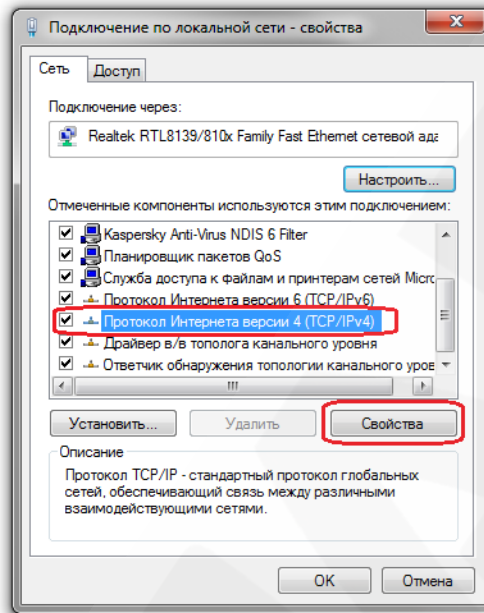 Подключение по локальной сети - свойства
Сеть
Доступ
Подключение через:
Realtek RTL8139/810x Family Fast Ethernet сетевой ада
Настроить...
Отмеченные компоненты используются этим подключением:
Kaspersky Anti-Virus NDIS 6 Filter
Планировщик пакетов QoS
Служба доступа к файлам и принтерам сетей Micro
Протокол Интернета версии 6 (TCP/IPv6)
Протокол Интернета версии 4 (TCP/IPv4)
Драйвер в/в тополога канального уровня
Ответчик обнаружения топологии канального уров
Установить...
Удалить
Свойства
Описание
Протокол TCP/IP - стандартный протокол глобальных
сетей, обеспечивающий связь между различными
взаимодействующими сетями.
OK
Отмена